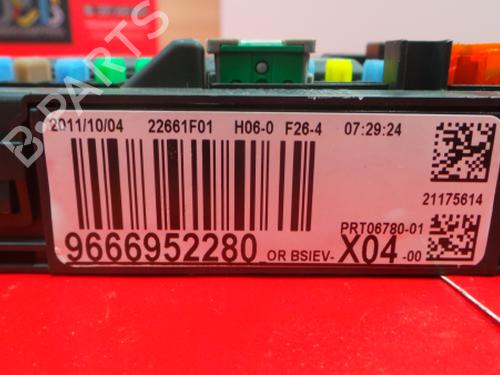 2011/10/04 22661F01 H06-0 F26-4 07:29:24
21175614
PRT06780-01
9666952280 OR BSIEV- X04 -00
B-PARTS
B-PARTS